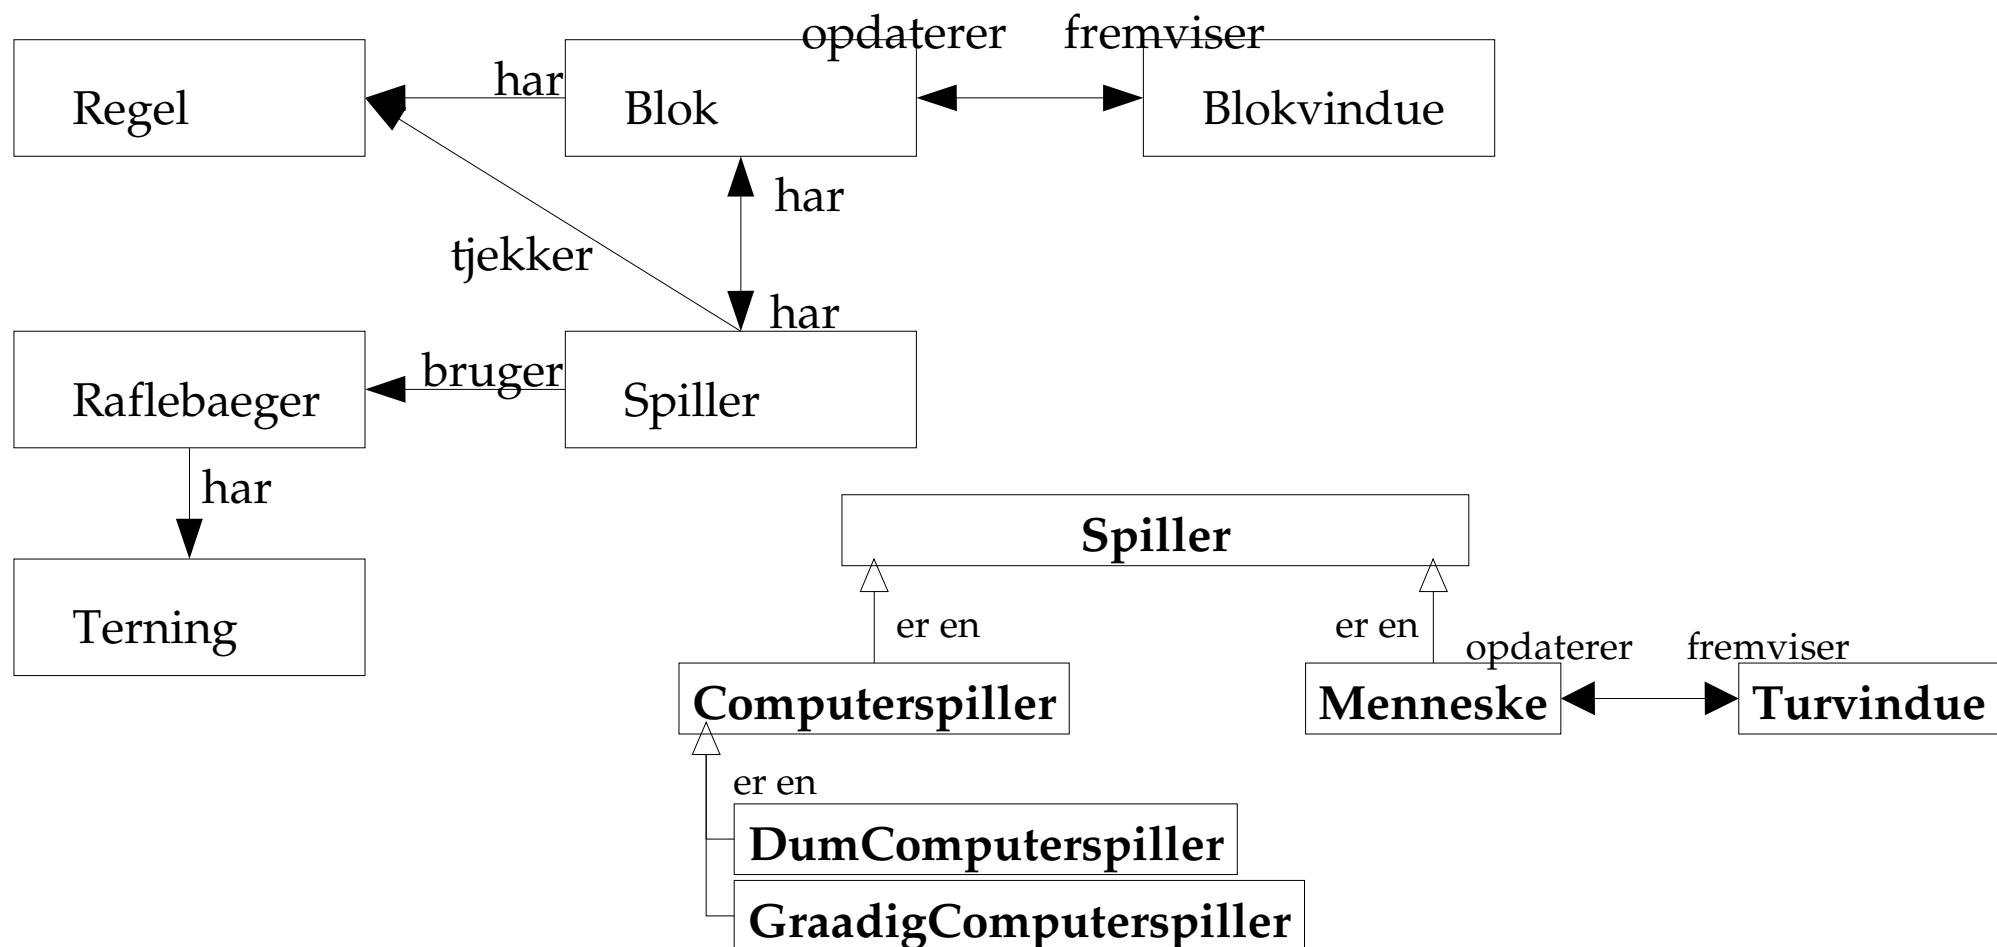 opdaterer fremviser
har
Regel
Blok
Blokvindue
har
tjekker
har
bruger
Raflebaeger
Spiller
har
Spiller
Terning
er en
er en
opdaterer fremviser
Computerspiller
Menneske
Turvindue
er en
DumComputerspiller
GraadigComputerspiller